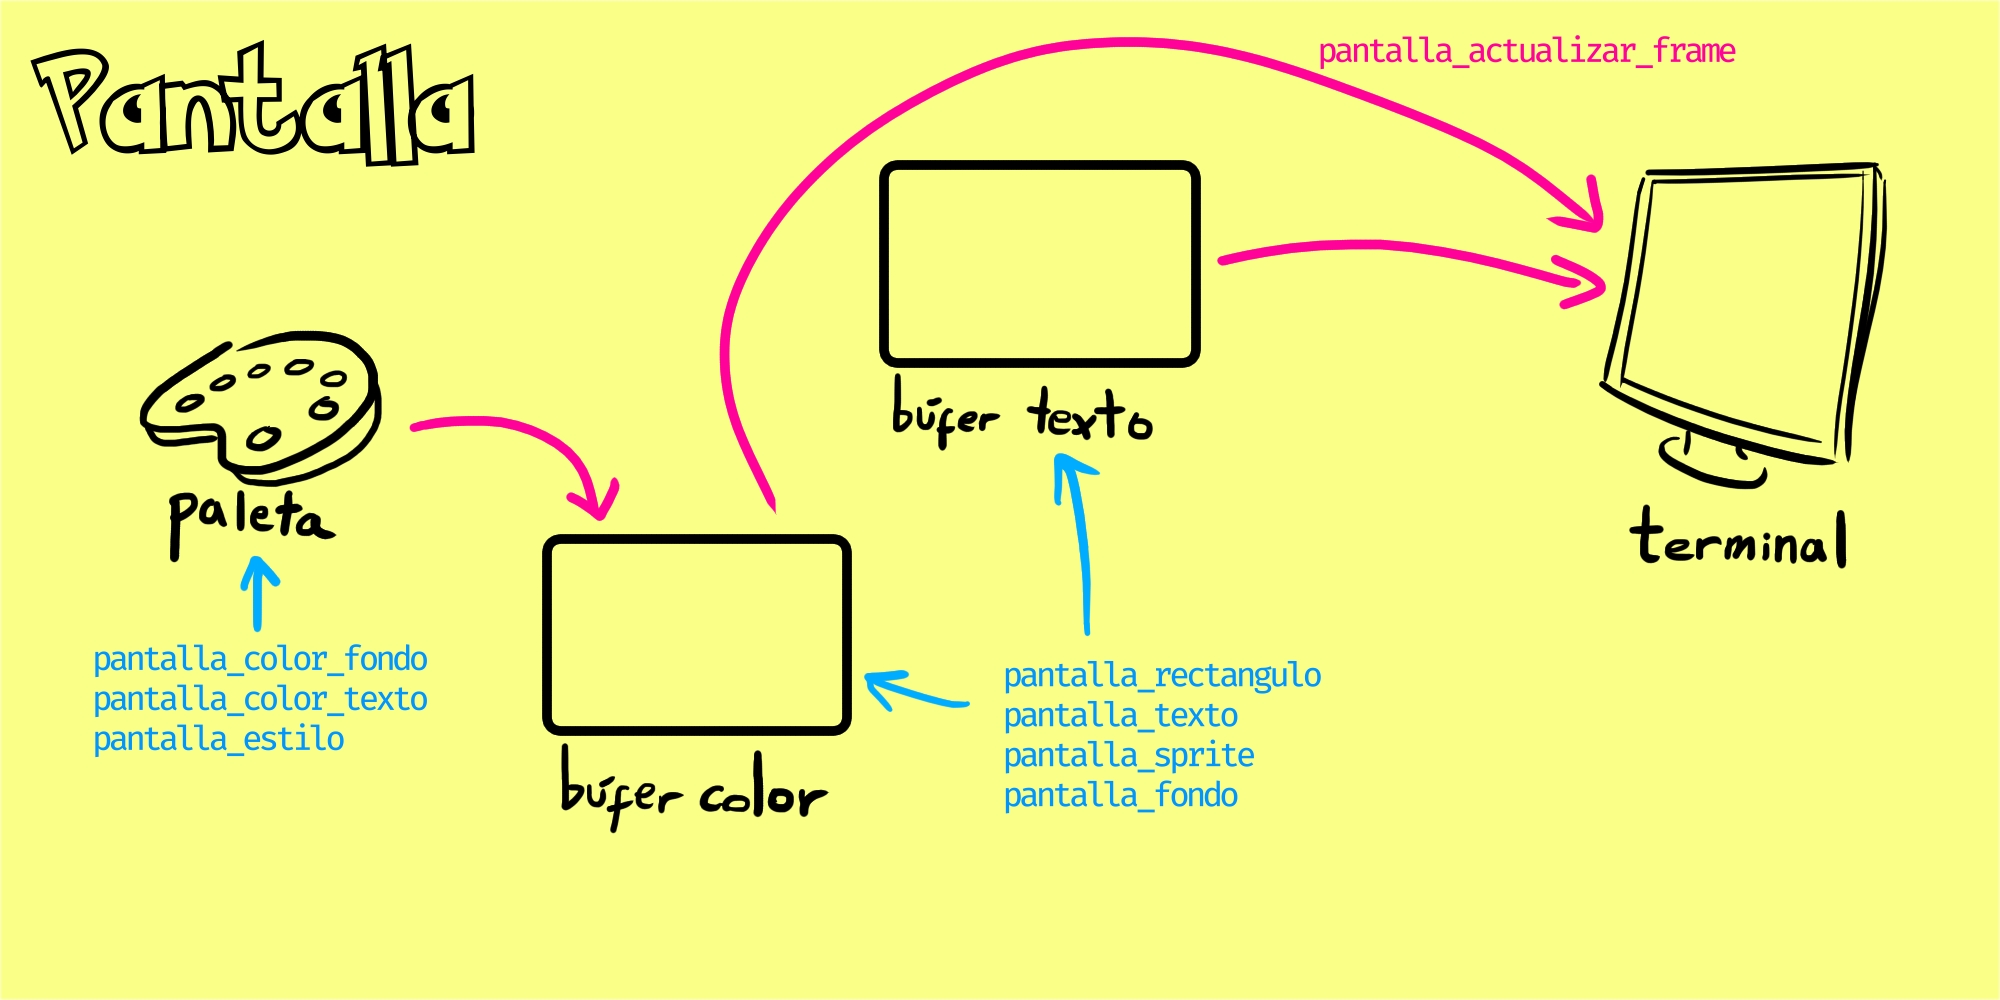 Pantalla
pantalla_actualizar_frame
búfer texto
paleta
terminal
pantalla_color_fondo
pantalla_color_texto
pantalla_estilo
búfer color
pantalla_rectangulo
pantalla_texto
pantalla_sprite
pantalla_fondo